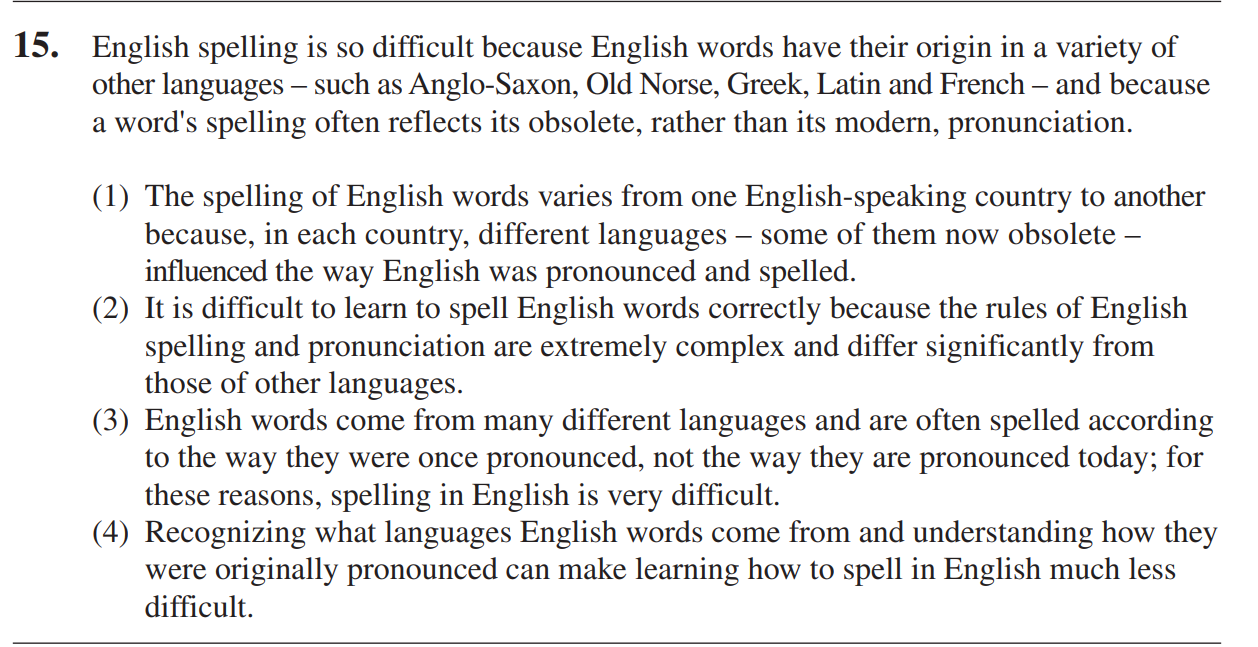 15. English spelling is so difficult because English words have their origin in a variety of
other languages – such as Anglo-Saxon, Old Norse, Greek, Latin and French – and because
a word's spelling often reflects its obsolete, rather than its modern, pronunciation.
(1) The spelling of English words varies from one English-speaking country to another
because, in each country, different languages – some of them now obsolete –
influenced the way English was pronounced and spelled.
(2) It is difficult to learn to spell English words correctly because the rules of English
spelling and pronunciation are extremely complex and differ significantly from
those of other languages.
(3) English words come from many different languages and are often spelled according
to the way they were once pronounced, not the way they are pronounced today; for
these reasons, spelling in English is very difficult.
(4) Recognizing what languages English words come from and understanding how they
were originally pronounced can make learning how to spell in English much less
difficult.